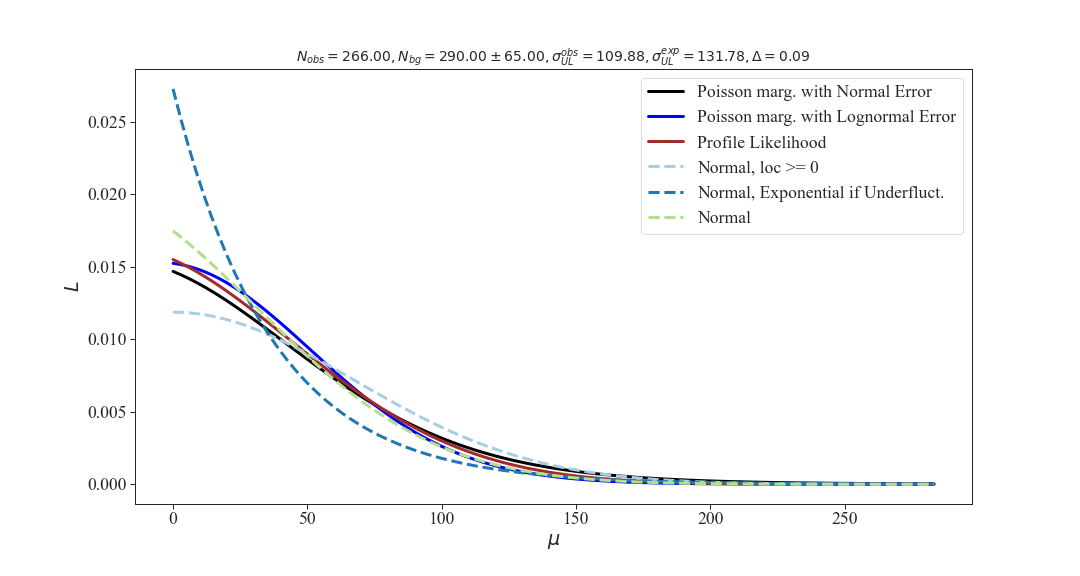 N_obs = 266.00, N_bg = 290.00 ± 65.00, σ_UL^obs = 109.88, σ_UL^exp = 131.78, Δ = 0.09
Poisson marg. with Normal Error
Poisson marg. with Lognormal Error
Profile Likelihood
Normal, loc >= 0
Normal, Exponential if Underfluct.
Normal
0.025
0.020
0.015
0.010
0.005
0.000
L
0 50 100 150 200 250
μ